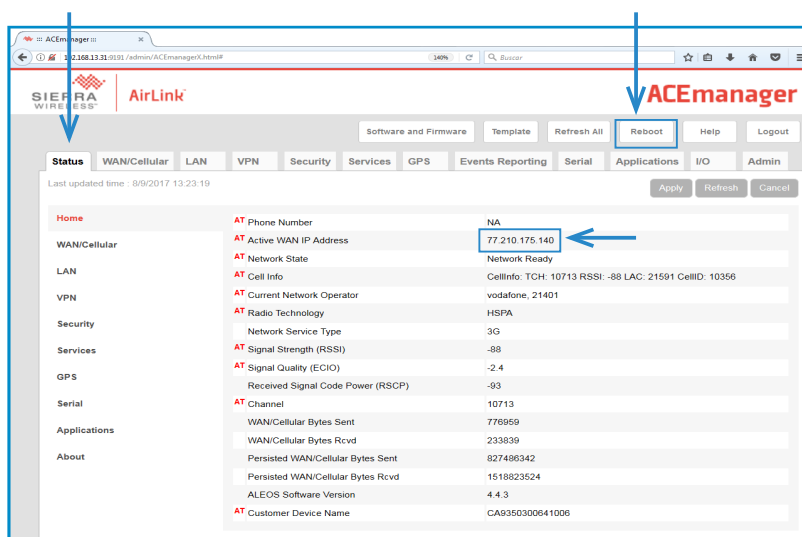 ::: ACEmanager ::: ×
192.168.13.31:9191/admin/ACEmanagerX.html# 140% Buscar
SIERRA WIRELESS™ AirLink™ ACEmanager
Software and Firmware Template Refresh All Reboot Help Logout
Status WAN/Cellular LAN VPN Security Services GPS Events Reporting Serial Applications I/O Admin
Last updated time : 8/9/2017 13:23:19 Apply Refresh Cancel
Home
WAN/Cellular
LAN
VPN
Security
Services
GPS
Serial
Applications
About
AT Phone Number NA
AT Active WAN IP Address 77.210.175.140
AT Network State Network Ready
AT Cell Info CellInfo: TCH: 10713 RSSI: -88 LAC: 21591 CellID: 10356
AT Current Network Operator vodafone, 21401
AT Radio Technology HSPA
Network Service Type 3G
AT Signal Strength (RSSI) -88
AT Signal Quality (ECIO) -2.4
Received Signal Code Power (RSCP) -93
AT Channel 10713
WAN/Cellular Bytes Sent 776959
WAN/Cellular Bytes Rcvd 233839
Persisted WAN/Cellular Bytes Sent 827486342
Persisted WAN/Cellular Bytes Rcvd 1518823524
ALEOS Software Version 4.4.3
AT Customer Device Name CA9350300641006